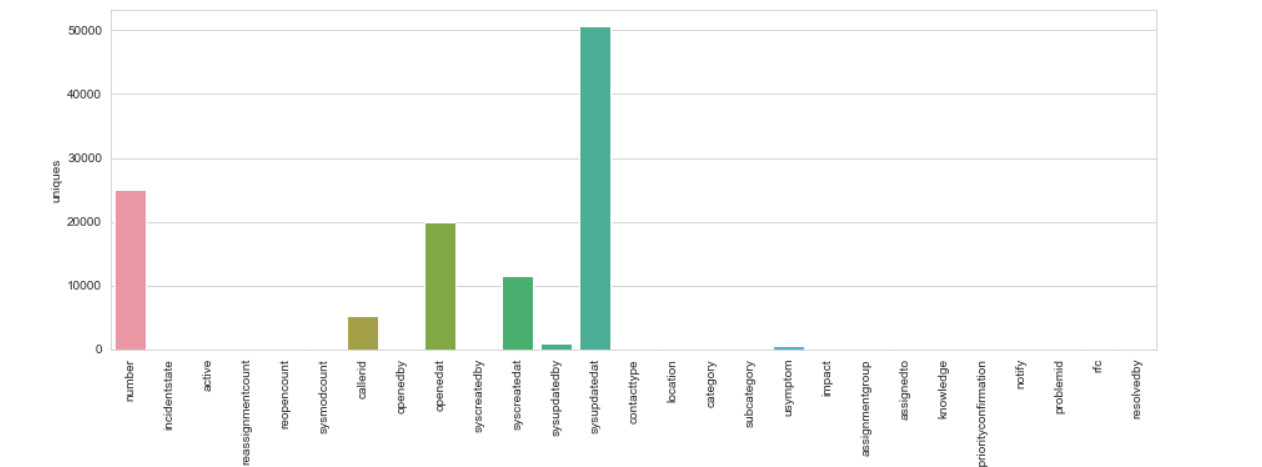 50000
40000
30000
20000
10000
0
uniques
number
incidentstate
active
reassignmentcount
reopencount
sysmodcount
callerid
openedby
openedat
syscreatedby
syscreatedat
sysupdatedby
sysupdatedat
contacttype
location
category
subcategory
usymptom
impact
assignmentgroup
assignedto
knowledge
priorityconfirmation
notify
problemid
rfc
resolvedby